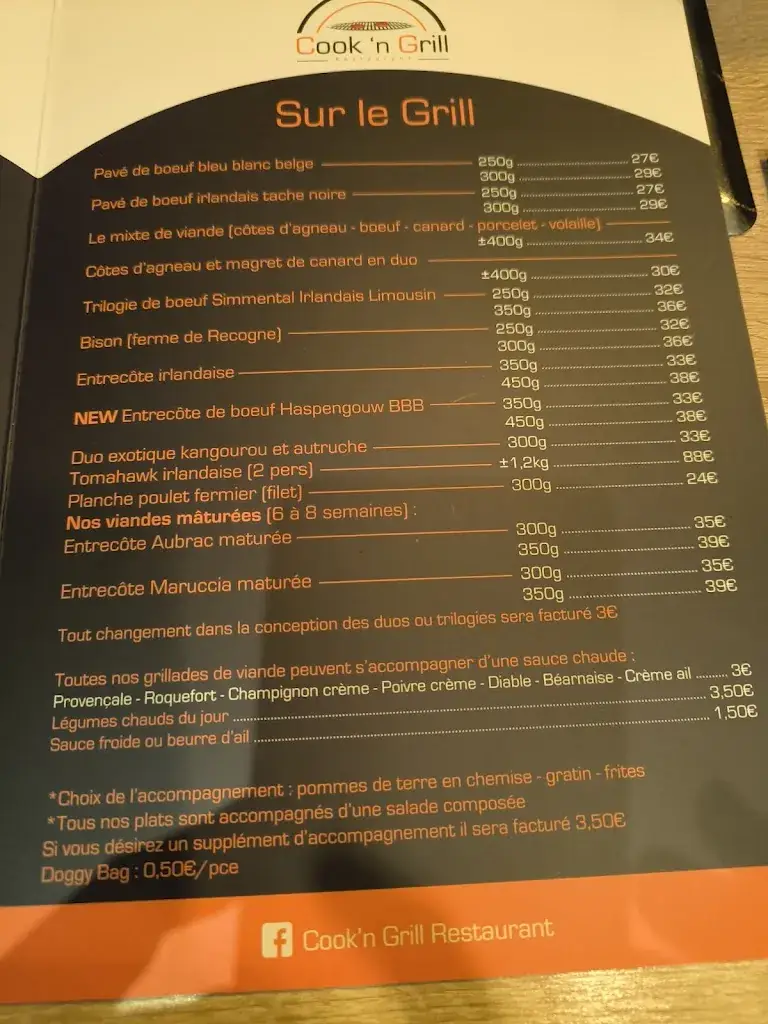 Cook 'n Grill
Restaurant
Sur le Grill
Pavé de boeuf bleu blanc belge 250g 27€
300g 29€
Pavé de boeuf irlandais tache noire 250g 27€
300g 29€
Le mixte de viande (côtes d'agneau - boeuf - canard - porcelet - volaille)
±400g 34€
Côtes d'agneau et magret de canard en duo
±400g 30€
Trilogie de boeuf Simmental Irlandais Limousin 250g 32€
350g 36€
Bison (ferme de Recogne) 250g 32€
300g 36€
Entrecôte irlandaise 350g 33€
450g 38€
NEW Entrecôte de boeuf Haspengouw BBB 350g 33€
450g 38€
Duo exotique kangourou et autruche 300g 33€
Tomahawk irlandaise (2 pers) ±1,2kg 88€
Planche poulet fermier (filet) 300g 24€
Nos viandes mâturées (6 à 8 semaines) :
Entrecôte Aubrac maturée 300g 35€
350g 39€
Entrecôte Maruccia maturée 300g 35€
350g 39€
Tout changement dans la conception des duos ou trilogies sera facturé 3€
Toutes nos grillades de viande peuvent s'accompagner d'une sauce chaude :
Provençale - Roquefort - Champignon crème - Poivre crème - Diable - Béarnaise - Crème ail 3€
Légumes chauds du jour 3,50€
Sauce froide ou beurre d'ail 1,50€
*Choix de l'accompagnement : pommes de terre en chemise - gratin - frites
*Tous nos plats sont accompagnés d'une salade composée
Si vous désirez un supplément d'accompagnement il sera facturé 3,50€
Doggy Bag : 0,50€/pce
f Cook'n Grill Restaurant